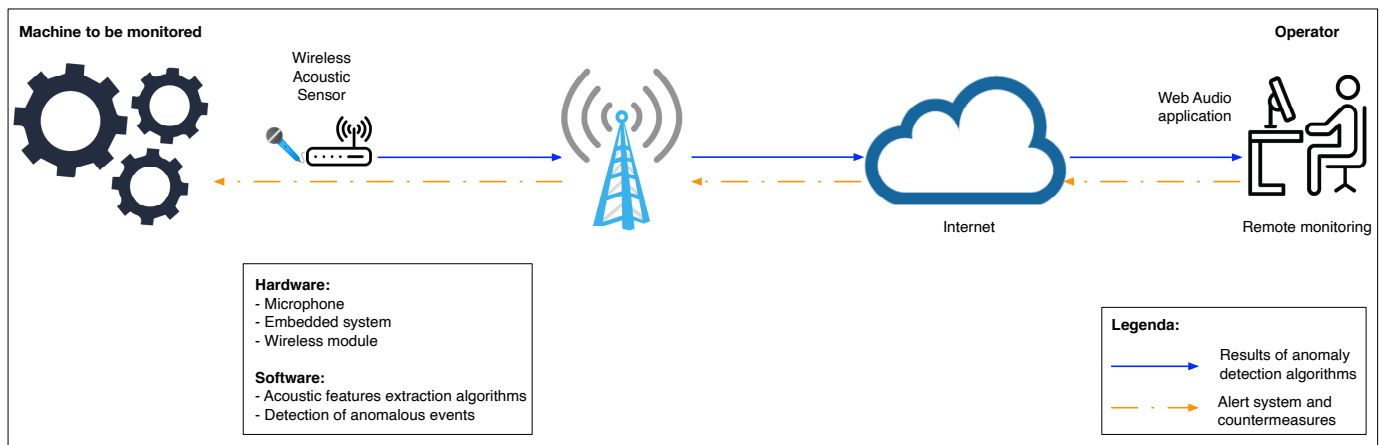 Machine to be monitored
Wireless
Acoustic
Sensor
Operator
Web Audio
application
Internet
Remote monitoring
Hardware:
- Microphone
- Embedded system
- Wireless module
Software:
- Acoustic features extraction algorithms
- Detection of anomalous events
Legenda:
Results of anomaly
detection algorithms
Alert system and
countermeasures